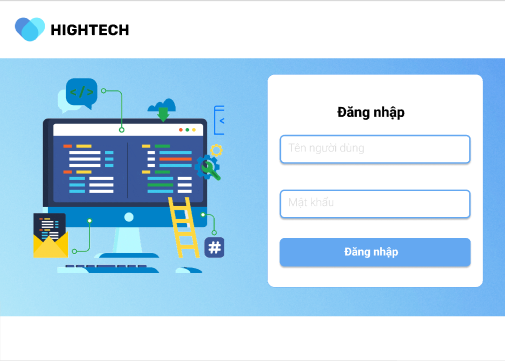 HIGHTECH
</>
Đăng nhập
Tên người dùng
Mật khẩu
#
Đăng nhập